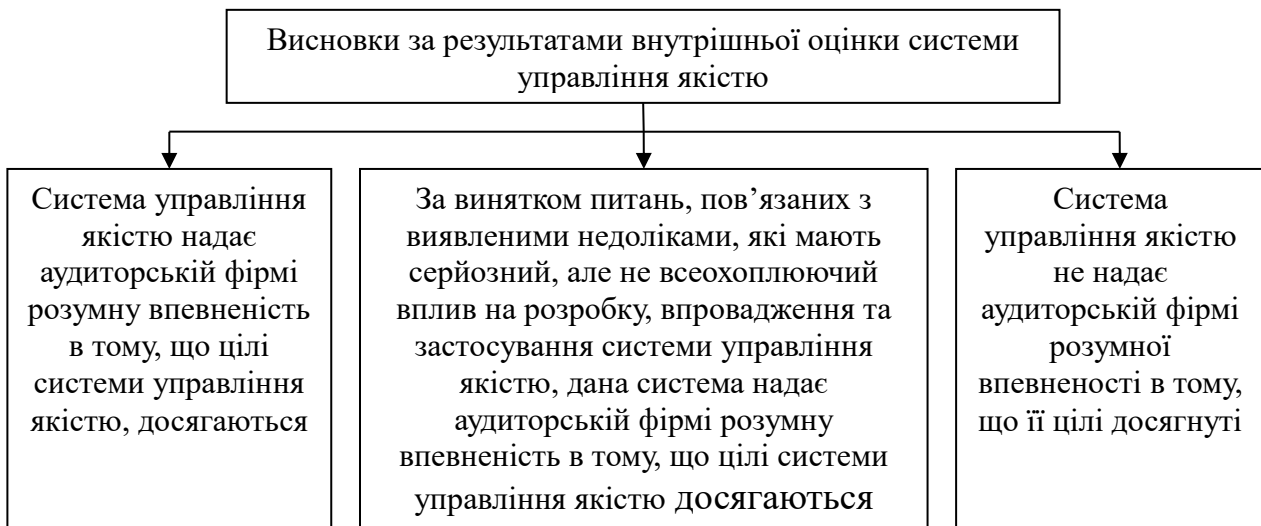 Висновки за результатами внутрішньої оцінки системи
управління якістю
Система управління
якістю надає
аудиторській фірмі
розумну впевненість
в тому, що цілі
системи управління
якістю, досягаються
За винятком питань, пов’язаних з
виявленими недоліками, які мають
серйозний, але не всеохоплюючий
вплив на розробку, впровадження та
застосування системи управління
якістю, дана система надає
аудиторській фірмі розумну
впевненість в тому, що цілі системи
управління якістю досягаються
Система
управління якістю
не надає
аудиторській фірмі
розумної
впевненості в тому,
що її цілі досягнуті